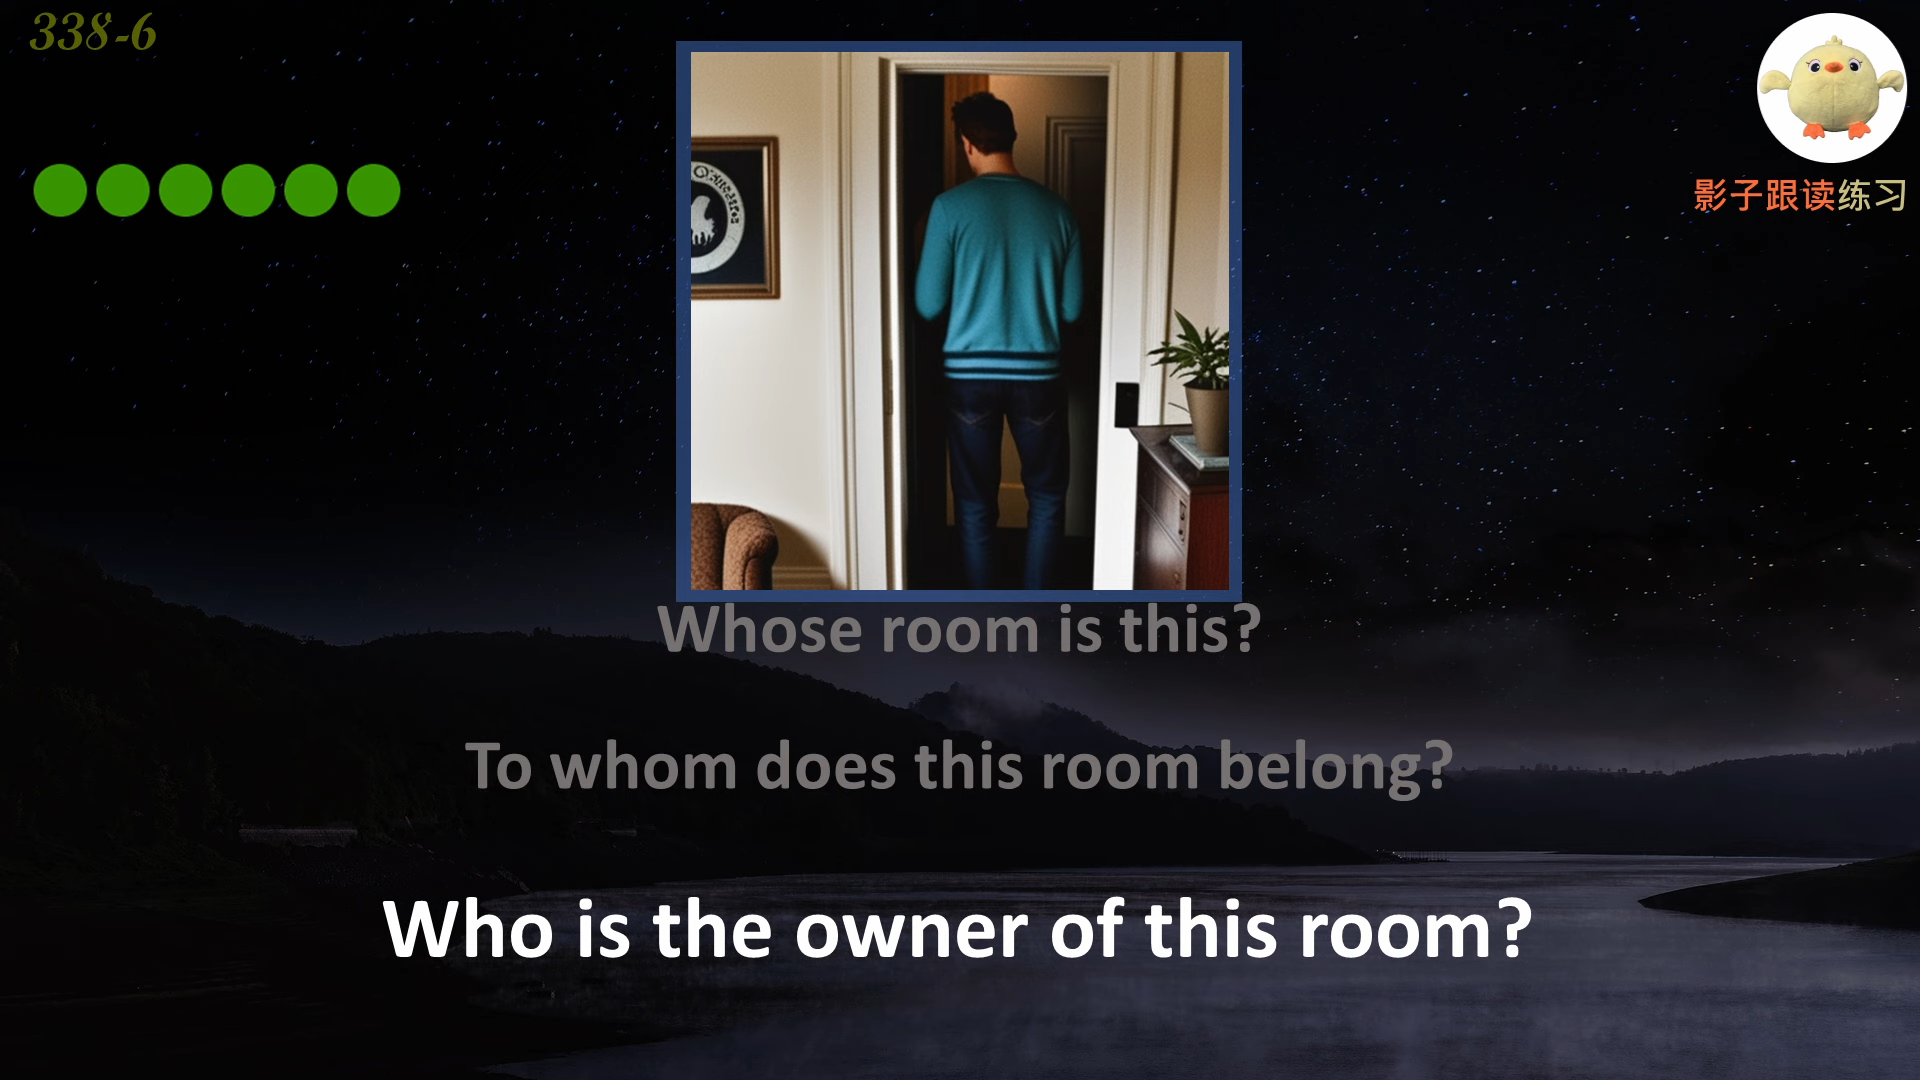 338-6
影子跟读练习
Whose room is this?
To whom does this room belong?
Who is the owner of this room?